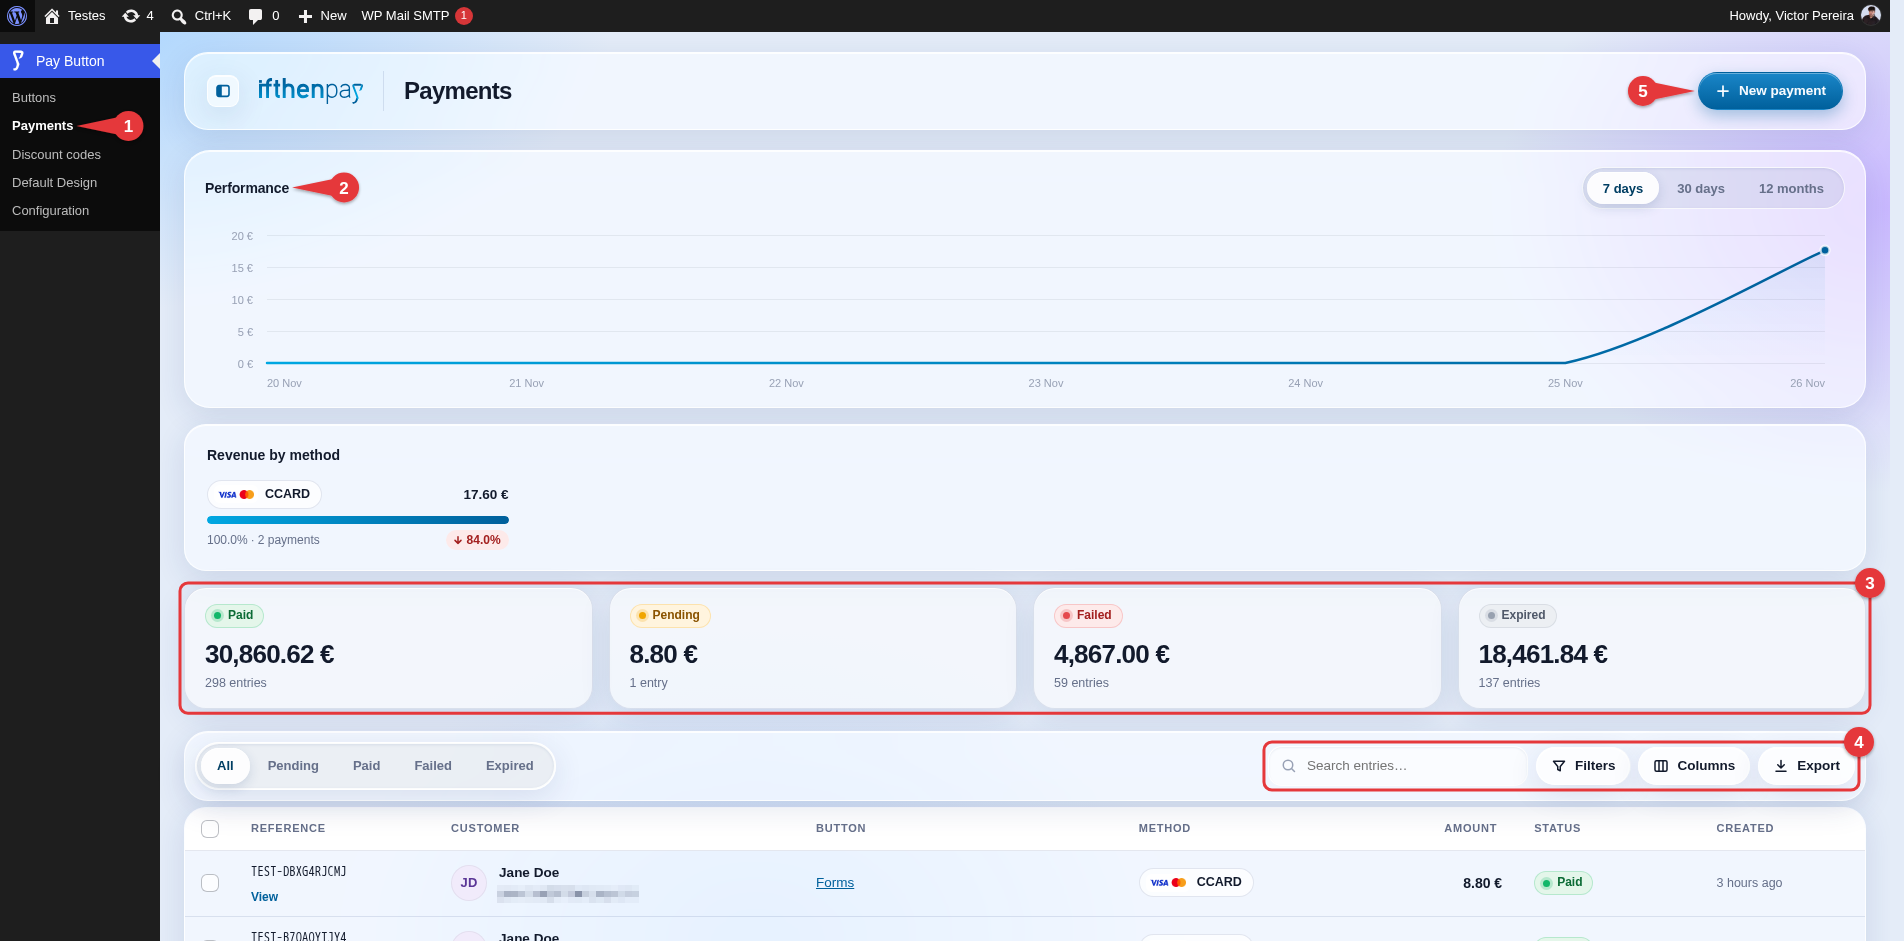 Testes 4 Ctrl+K 0 New WP Mail SMTP 1 Howdy, Victor Pereira
Pay Button
Buttons
Payments 1
Discount codes
Default Design
Configuration
ifthenpay Payments 5 New payment
Performance 2 7 days 30 days 12 months
20 €
15 €
10 €
5 €
0 €
20 Nov 21 Nov 22 Nov 23 Nov 24 Nov 25 Nov 26 Nov
Revenue by method
VISA CCARD 17.60 €
100.0% · 2 payments 84.0%
3
Paid Pending Failed Expired
30,860.62 € 8.80 € 4,867.00 € 18,461.84 €
298 entries 1 entry 59 entries 137 entries
4
All Pending Paid Failed Expired Search entries… Filters Columns Export
REFERENCE CUSTOMER BUTTON METHOD AMOUNT STATUS CREATED
TEST-DBXG4RJCMJ JD Jane Doe Forms VISA CCARD 8.80 € Paid 3 hours ago
View
Jane Doe